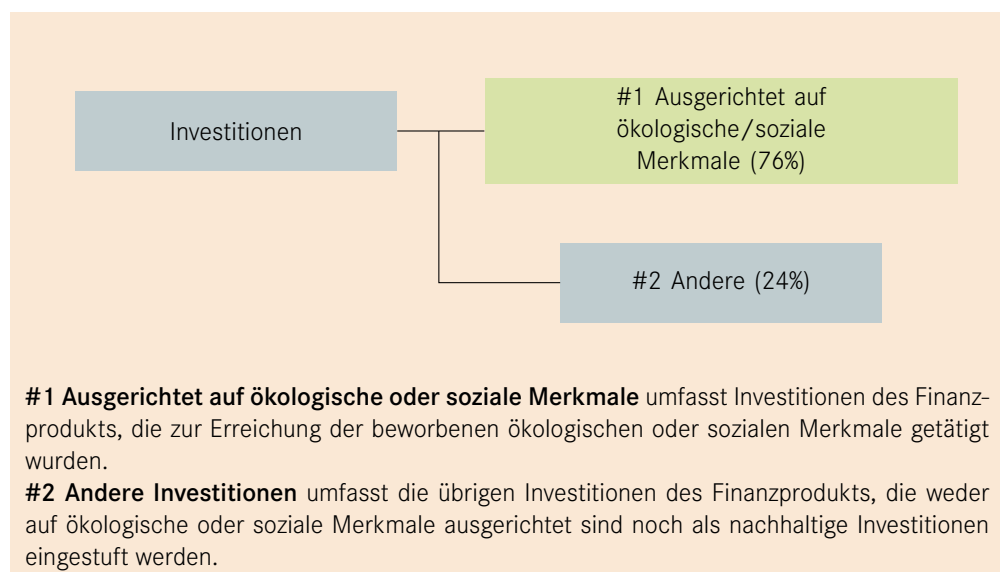 Investitionen
#1 Ausgerichtet auf
ökologische/soziale
Merkmale (76%)
#2 Andere (24%)
#1 Ausgerichtet auf ökologische oder soziale Merkmale umfasst Investitionen des Finanz-
produkts, die zur Erreichung der beworbenen ökologischen oder sozialen Merkmale getätigt
wurden.
#2 Andere Investitionen umfasst die übrigen Investitionen des Finanzprodukts, die weder
auf ökologische oder soziale Merkmale ausgerichtet sind noch als nachhaltige Investitionen
eingestuft werden.